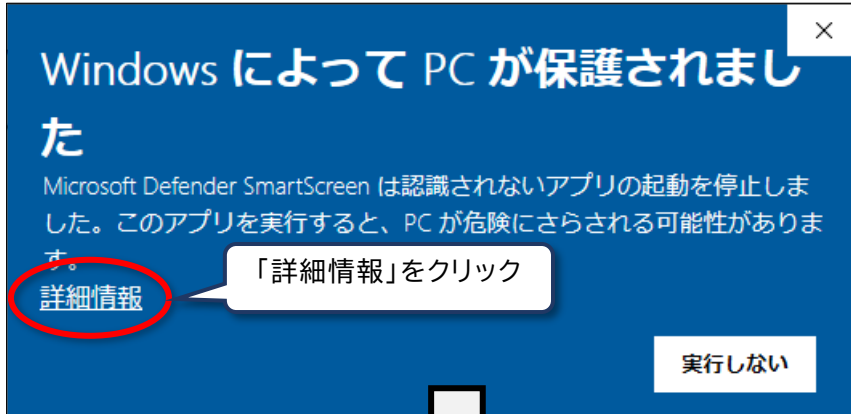 ×
Windows によって PC が保護されまし
た
Microsoft Defender SmartScreen は認識されないアプリの起動を停止しま
した。このアプリを実行すると、PC が危険にさらされる可能性がありま
す。
「詳細情報」をクリック
詳細情報
実行しない